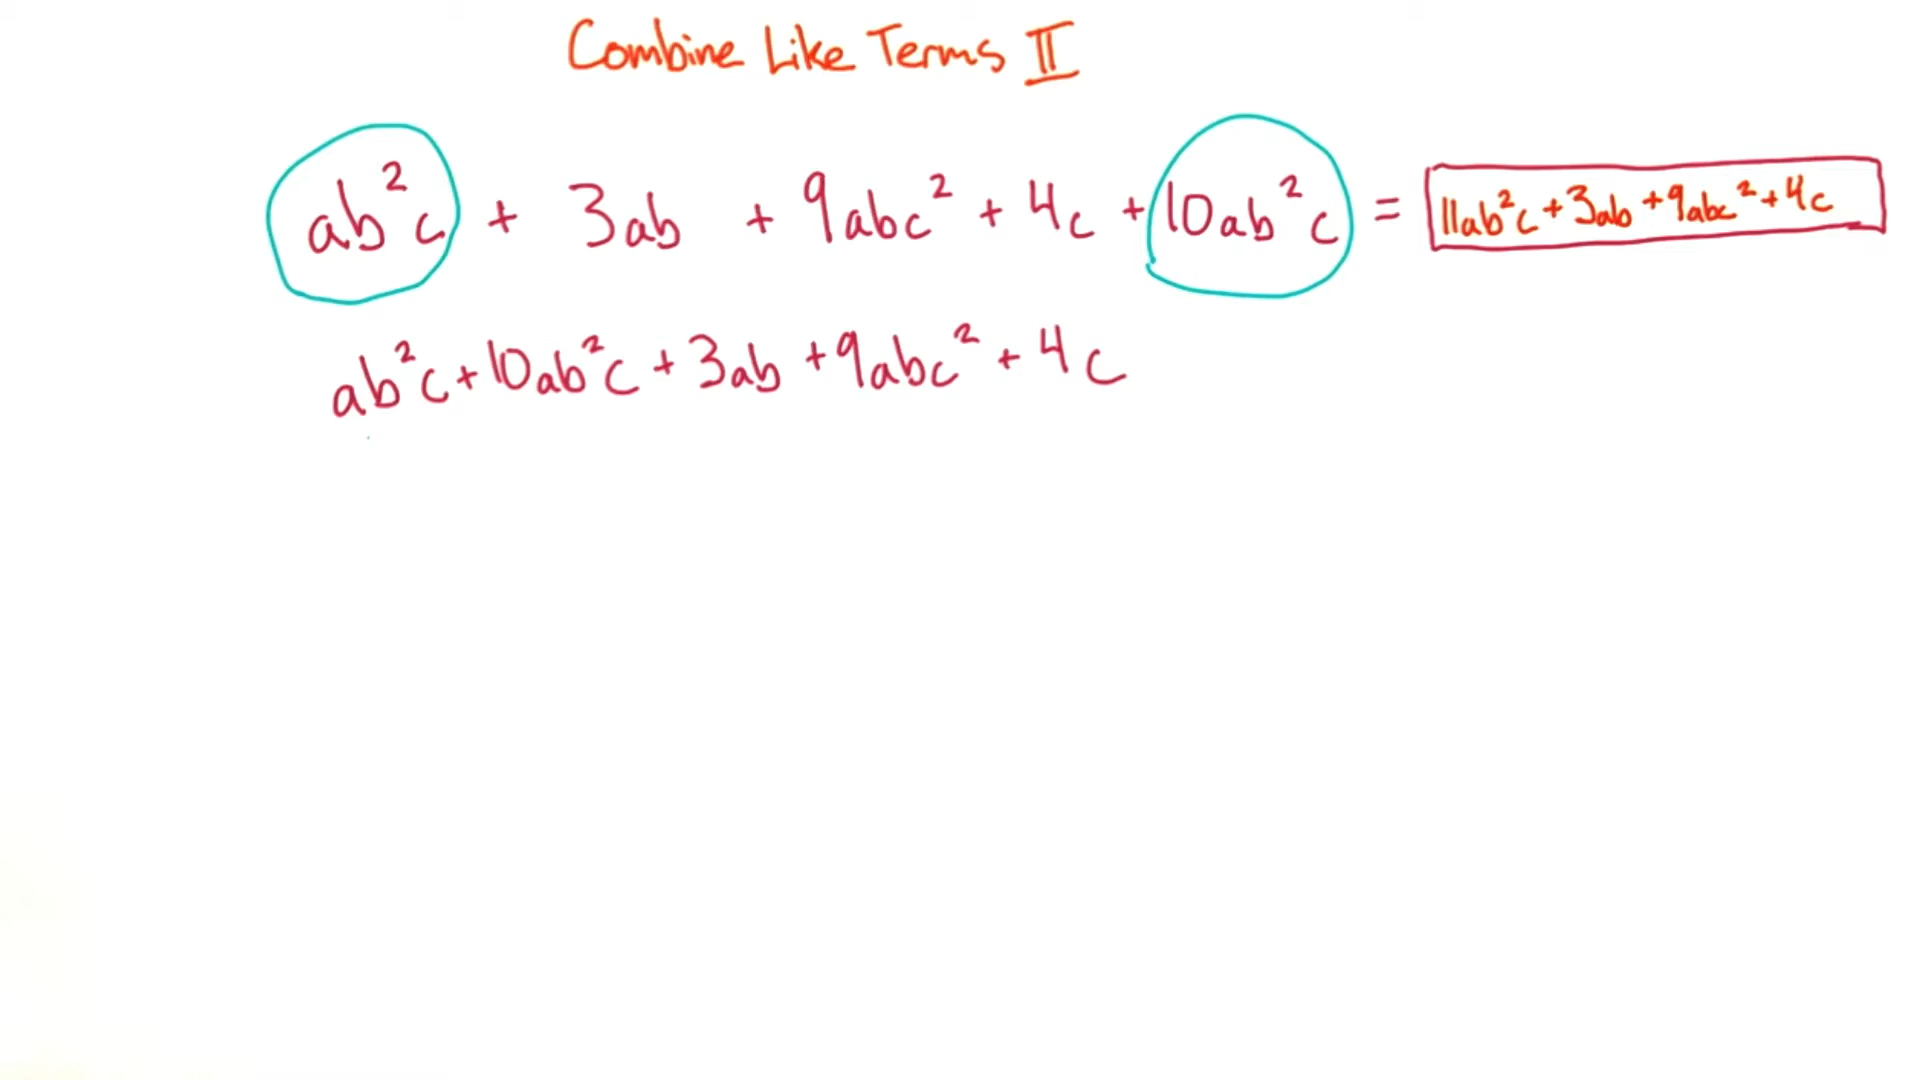 Combine Like Terms II
ab²c + 3ab + 9abc² + 4c + 10ab²c = 11ab²c + 3ab + 9abc² + 4c
ab²c + 10ab²c + 3ab + 9abc² + 4c